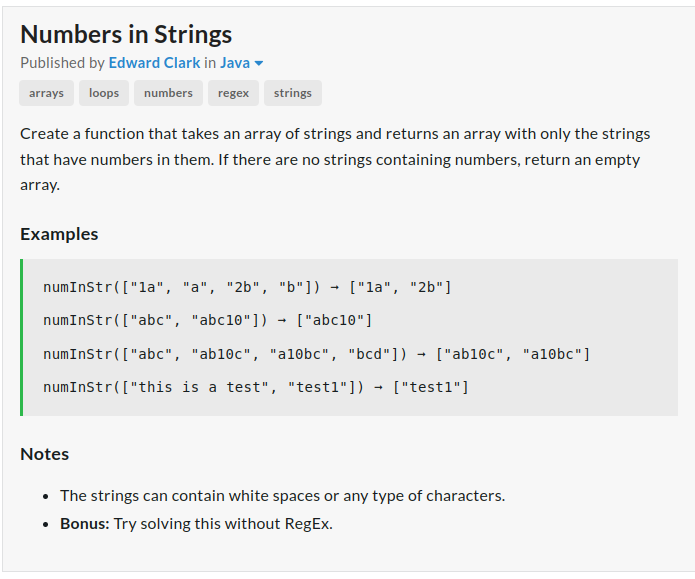 Numbers in Strings
Published by Edward Clark in Java
arrays loops numbers regex strings
Create a function that takes an array of strings and returns an array with only the strings
that have numbers in them. If there are no strings containing numbers, return an empty
array.
Examples
numInStr(["1a", "a", "2b", "b"]) → ["1a", "2b"]
numInStr(["abc", "abc10"]) → ["abc10"]
numInStr(["abc", "ab10c", "a10bc", "bcd"]) → ["ab10c", "a10bc"]
numInStr(["this is a test", "test1"]) → ["test1"]
Notes
• The strings can contain white spaces or any type of characters.
• Bonus: Try solving this without RegEx.